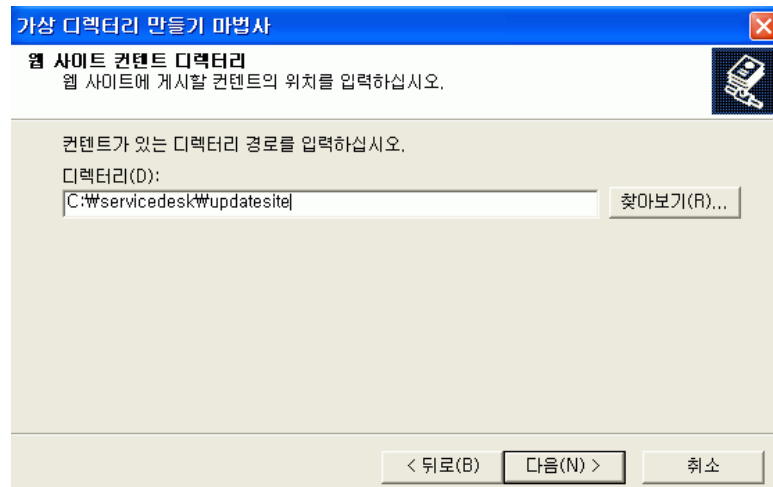 가상 디렉터리 만들기 마법사
웹 사이트 컨텐트 디렉터리
웹 사이트에 게시할 컨텐트의 위치를 입력하십시오.
컨텐트가 있는 디렉터리 경로를 입력하십시오.
디렉터리(D):
C:₩servicedesk₩updatesite
찾아보기(R)...
< 뒤로(B)
다음(N) >
취소